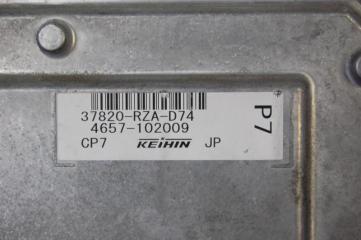 37820-RZA-D74
4657-102009
CP7 KEIHIN JP
P7